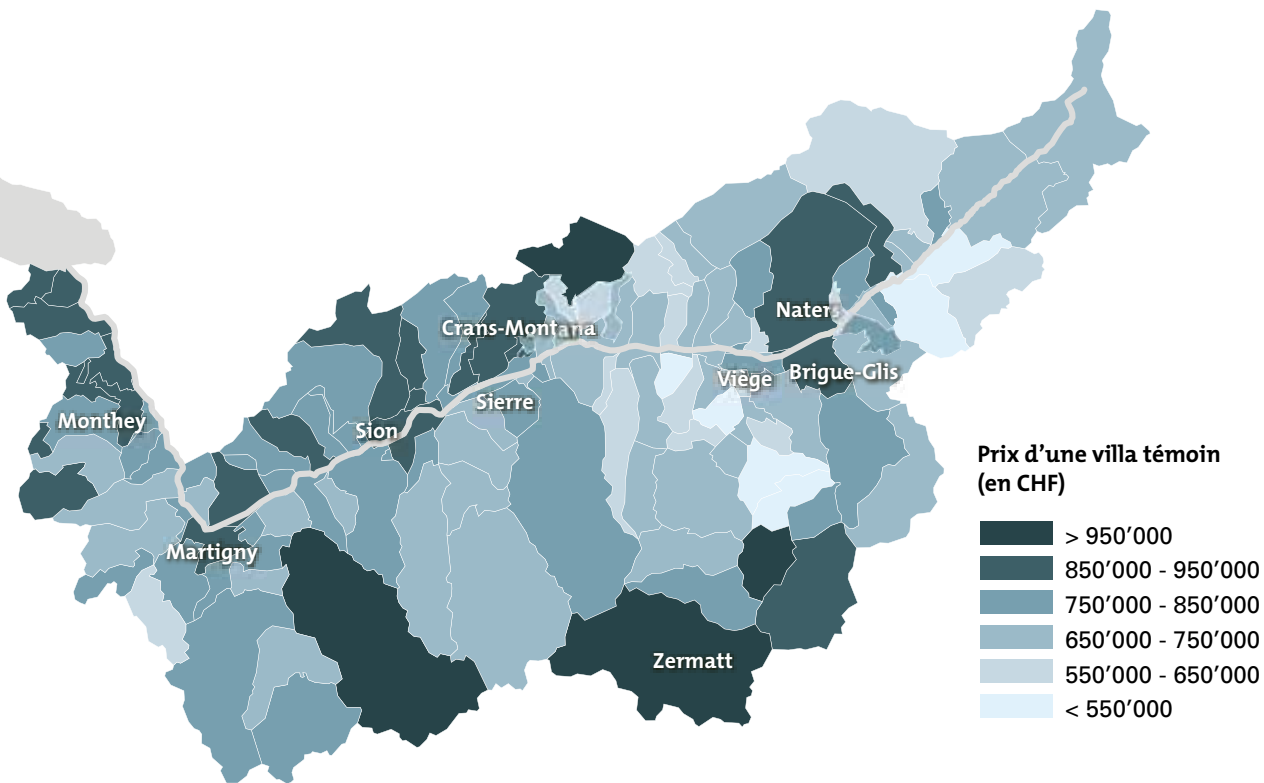 Naters
Crans-Montana
Viège
Brigue-Glis
Sierre
Monthey
Sion
Martigny
Zermatt
Prix d’une villa témoin
(en CHF)
> 950’000
850’000 - 950’000
750’000 - 850’000
650’000 - 750’000
550’000 - 650’000
< 550’000